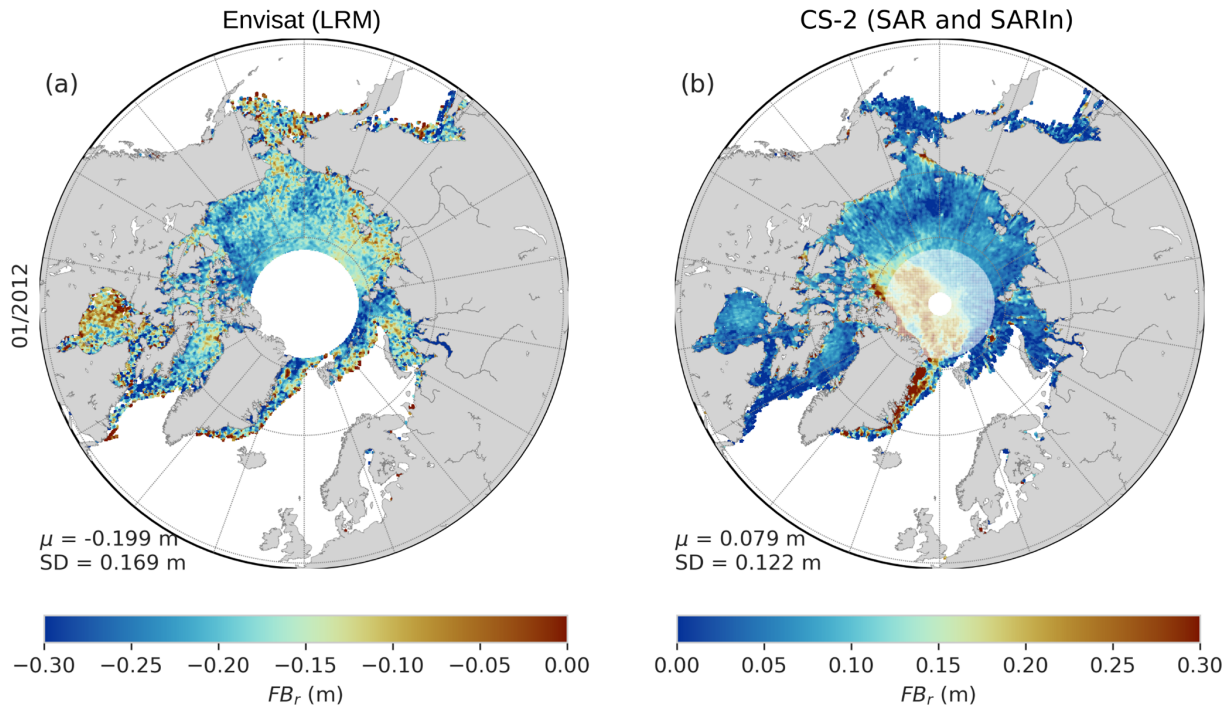 Envisat (LRM)
CS-2 (SAR and SARIn)
(a)
(b)
01/2012
μ = -0.199 m
SD = 0.169 m
μ = 0.079 m
SD = 0.122 m
−0.30 −0.25 −0.20 −0.15 −0.10 −0.05 0.00
FBr (m)
0.00 0.05 0.10 0.15 0.20 0.25 0.30
FBr (m)